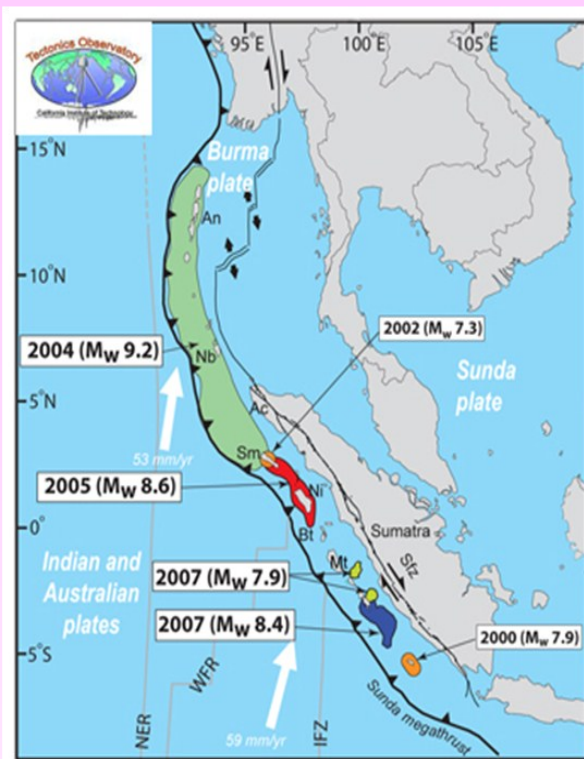 Tectonics Observatory
California Institute of Technology
95°E
100°E
105°E
15°N
10°N
5°N
0°
5°S
Burma
plate
An
2004 (Mw 9.2)
Nb
2002 (Mw 7.3)
Sunda
plate
53 mm/yr
Ac
Sm
2005 (Mw 8.6)
Ni
Bt
Sumatra
Sfz
Indian and
Australian
plates
Mt
2007 (Mw 7.9)
2007 (Mw 8.4)
2000 (Mw 7.9)
NER
WFR
59 mm/yr
IFZ
Sunda megathrust